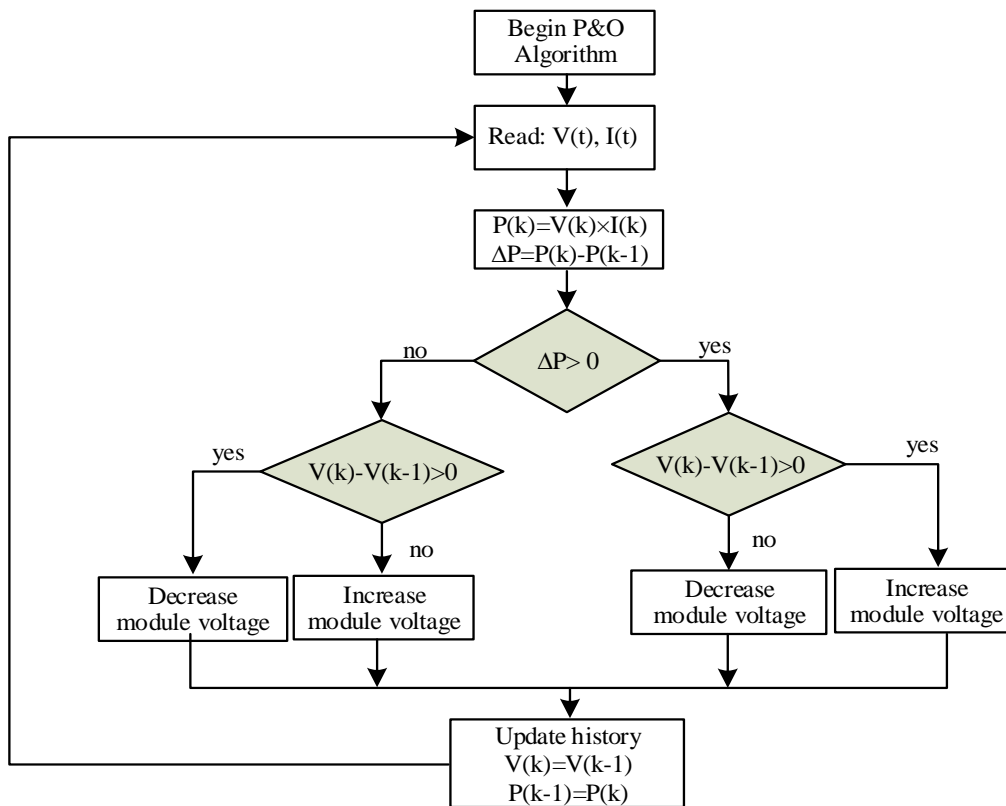 Begin P&O
Algorithm
Read: V(t), I(t)
P(k)=V(k)×I(k)
ΔP=P(k)-P(k-1)
ΔP> 0
no
yes
V(k)-V(k-1)>0
V(k)-V(k-1)>0
yes
yes
no
no
Decrease
module voltage
Increase
module voltage
Decrease
module voltage
Increase
module voltage
Update history
V(k)=V(k-1)
P(k-1)=P(k)